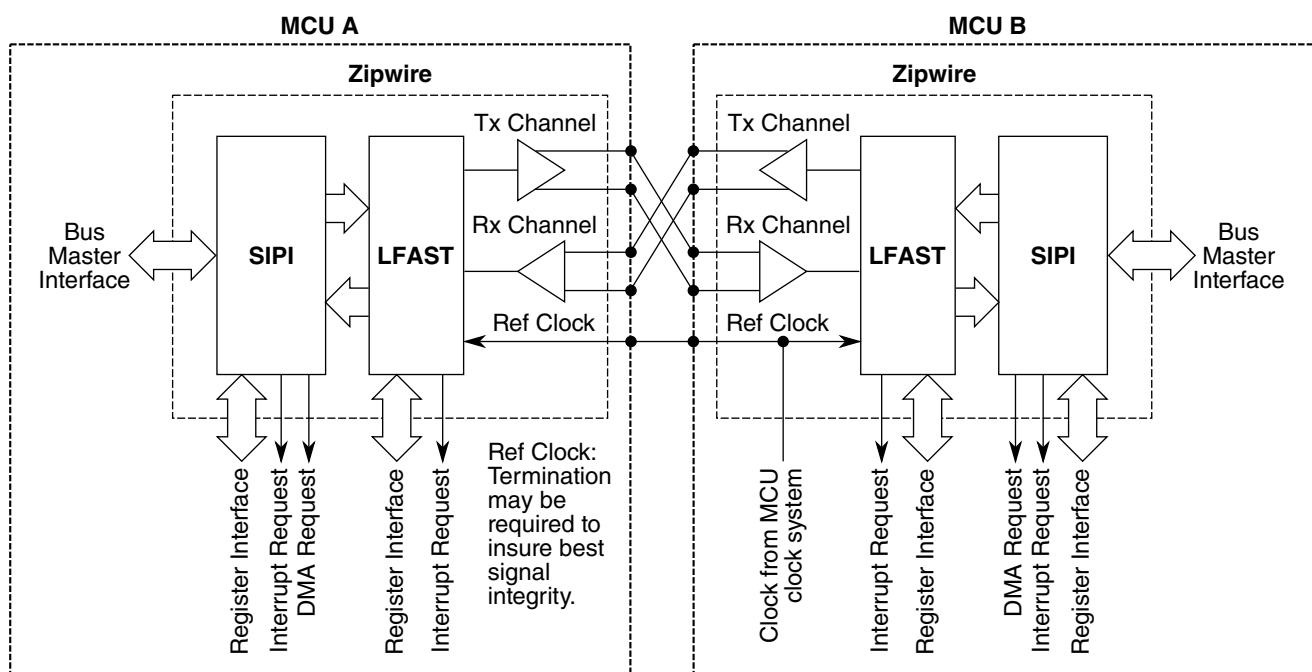 MCU A
MCU B
Zipwire
Zipwire
Tx Channel
Tx Channel
Rx Channel
Rx Channel
Bus
Master
Interface
SIPI
LFAST
LFAST
SIPI
Bus
Master
Interface
Ref Clock
Ref Clock
Register Interface
Interrupt Request
DMA Request
Register Interface
Interrupt Request
Ref Clock:
Termination
may be
required to
insure best
signal
integrity.
Clock from MCU
clock system
Interrupt Request
Register Interface
DMA Request
Interrupt Request
Register Interface